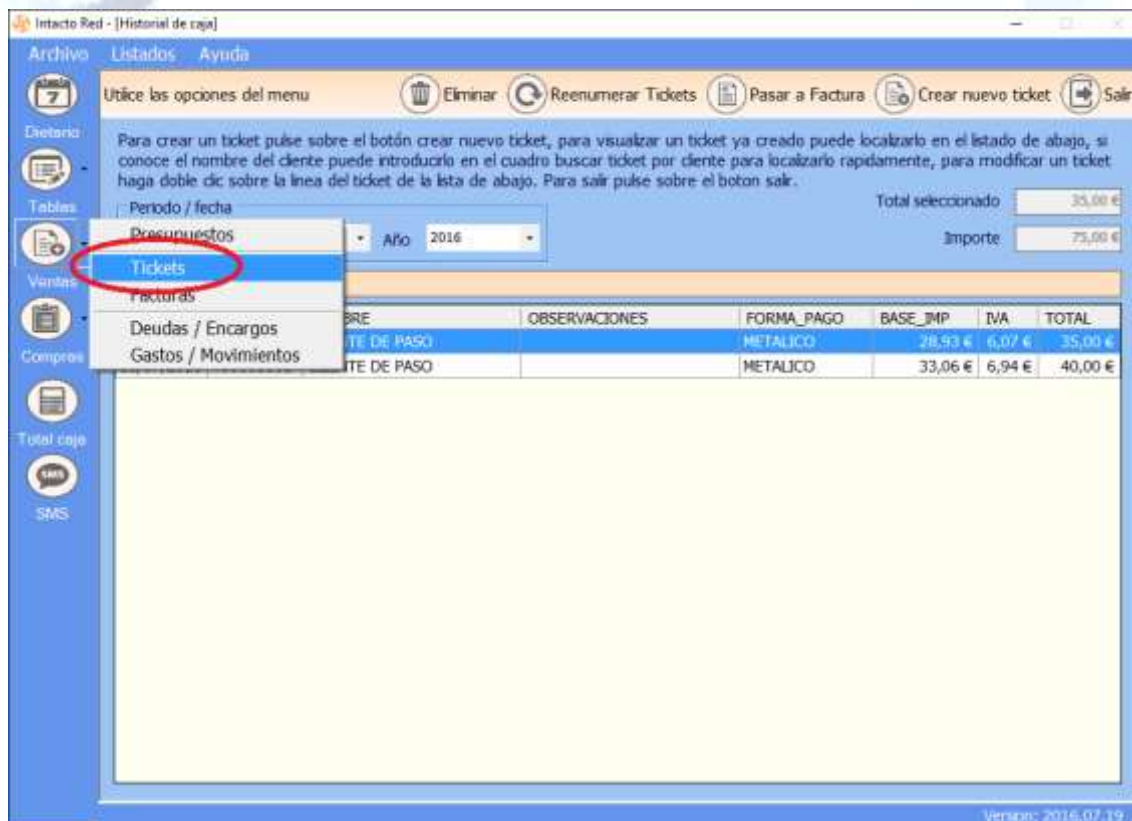 Intacto Red - [Historial de caja]
Archivo Listados Ayuda
Utilice las opciones del menu Eliminar Reenumerar Tickets Pasar a Factura Crear nuevo ticket Salir
7
Dietario
Para crear un ticket pulse sobre el botón crear nuevo ticket, para visualizar un ticket ya creado puede localizarlo en el listado de abajo, si
conoce el nombre del cliente puede introducirlo en el cuadro buscar ticket por cliente para localizarlo rapidamente, para modificar un ticket
haga doble clic sobre la linea del ticket de la lista de abajo. Para salir pulse sobre el boton salir.
Tablas
Periodo / fecha
Total seleccionado 35,00 €
Presupuestos
Año 2016
Importe 75,00 €
Tickets
Ventas
Facturas
Deudas / Encargos
Gastos / Movimientos
Compras
BRE OBSERVACIONES FORMA_PAGO BASE_IMP IVA TOTAL
TE DE PASO METALICO 28,93 € 6,07 € 35,00 €
TE DE PASO METALICO 33,06 € 6,94 € 40,00 €
Total caja
SMS
SMS
Version: 2016.07.19